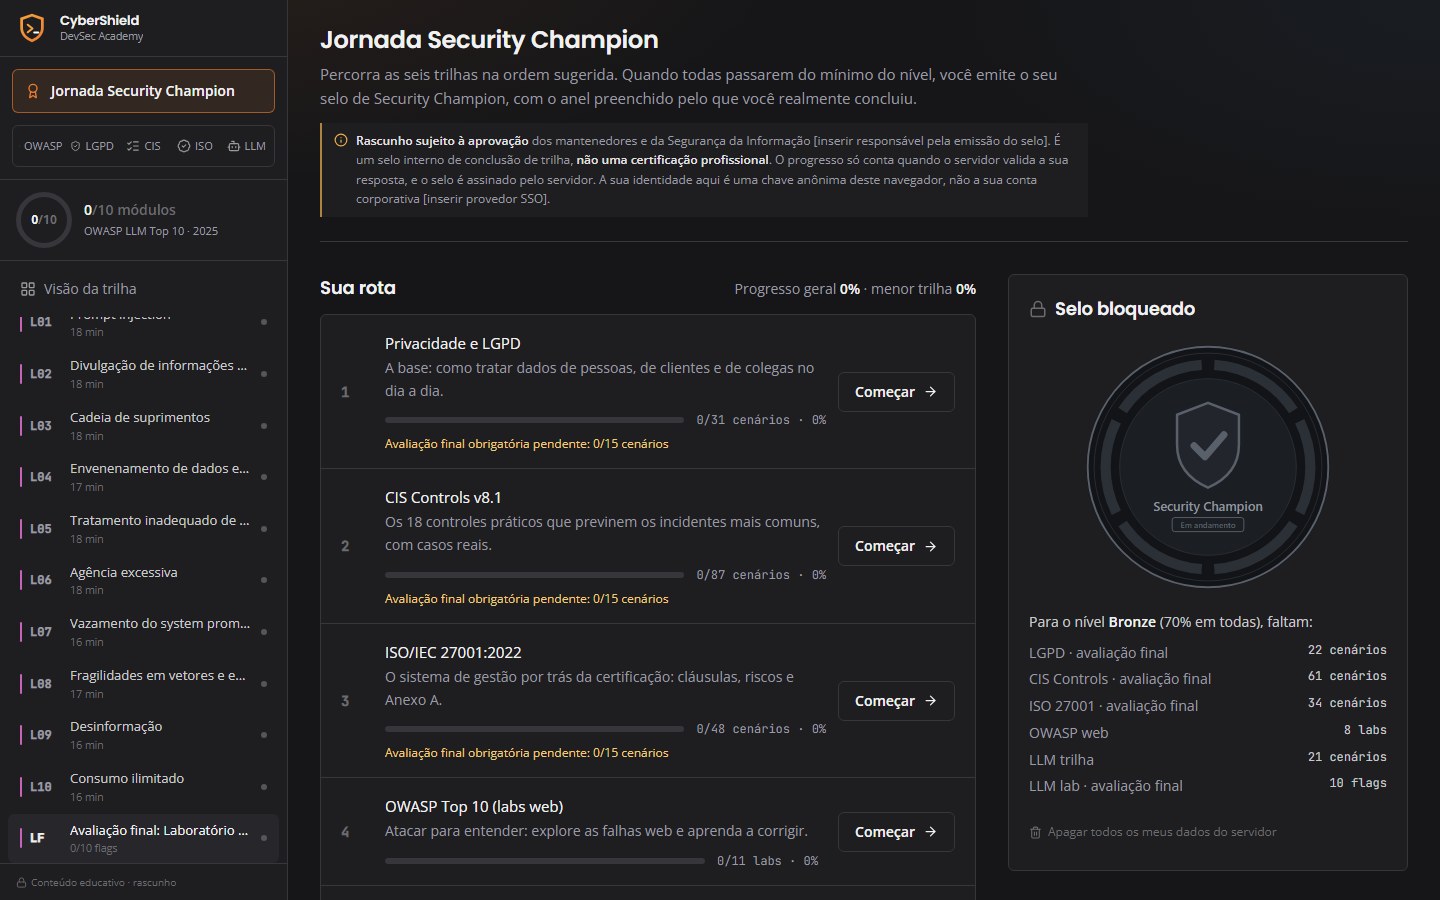 CyberShield
DevSec Academy
Jornada Security Champion
OWASP LGPD CIS ISO LLM
0/10
0/10 módulos
OWASP LLM Top 10 · 2025
Visão da trilha
L01 Prompt Injection
18 min
L02 Divulgação de informações ...
18 min
L03 Cadeia de suprimentos
18 min
L04 Envenenamento de dados e...
17 min
L05 Tratamento inadequado de ...
18 min
L06 Agência excessiva
18 min
L07 Vazamento do system prom...
16 min
L08 Fragilidades em vetores e e...
17 min
L09 Desinformação
16 min
L10 Consumo ilimitado
16 min
LF Avaliação final: Laboratório ...
0/10 flags
Conteúdo educativo · rascunho
Jornada Security Champion
Percorra as seis trilhas na ordem sugerida. Quando todas passarem do mínimo do nível, você emite o seu
selo de Security Champion, com o anel preenchido pelo que você realmente concluiu.
Rascunho sujeito à aprovação dos mantenedores e da Segurança da Informação [inserir responsável pela emissão do selo]. É
um selo interno de conclusão de trilha, não uma certificação profissional. O progresso só conta quando o servidor valida a sua
resposta, e o selo é assinado pelo servidor. A sua identidade aqui é uma chave anônima deste navegador, não a sua conta
corporativa [inserir provedor SSO].
Sua rota
Progresso geral 0% · menor trilha 0%
1
Privacidade e LGPD
A base: como tratar dados de pessoas, de clientes e de colegas no
dia a dia.
0/31 cenários · 0%
Avaliação final obrigatória pendente: 0/15 cenários
Começar
2
CIS Controls v8.1
Os 18 controles práticos que previnem os incidentes mais comuns,
com casos reais.
0/87 cenários · 0%
Avaliação final obrigatória pendente: 0/15 cenários
Começar
3
ISO/IEC 27001:2022
O sistema de gestão por trás da certificação: cláusulas, riscos e
Anexo A.
0/48 cenários · 0%
Avaliação final obrigatória pendente: 0/15 cenários
Começar
4
OWASP Top 10 (labs web)
Atacar para entender: explore as falhas web e aprenda a corrigir.
0/11 labs · 0%
Começar
Selo bloqueado
Security Champion
Em andamento
Para o nível Bronze (70% em todas), faltam:
LGPD · avaliação final 22 cenários
CIS Controls · avaliação final 61 cenários
ISO 27001 · avaliação final 34 cenários
OWASP web 8 labs
LLM trilha 21 cenários
LLM lab · avaliação final 10 flags
Apagar todos os meus dados do servidor